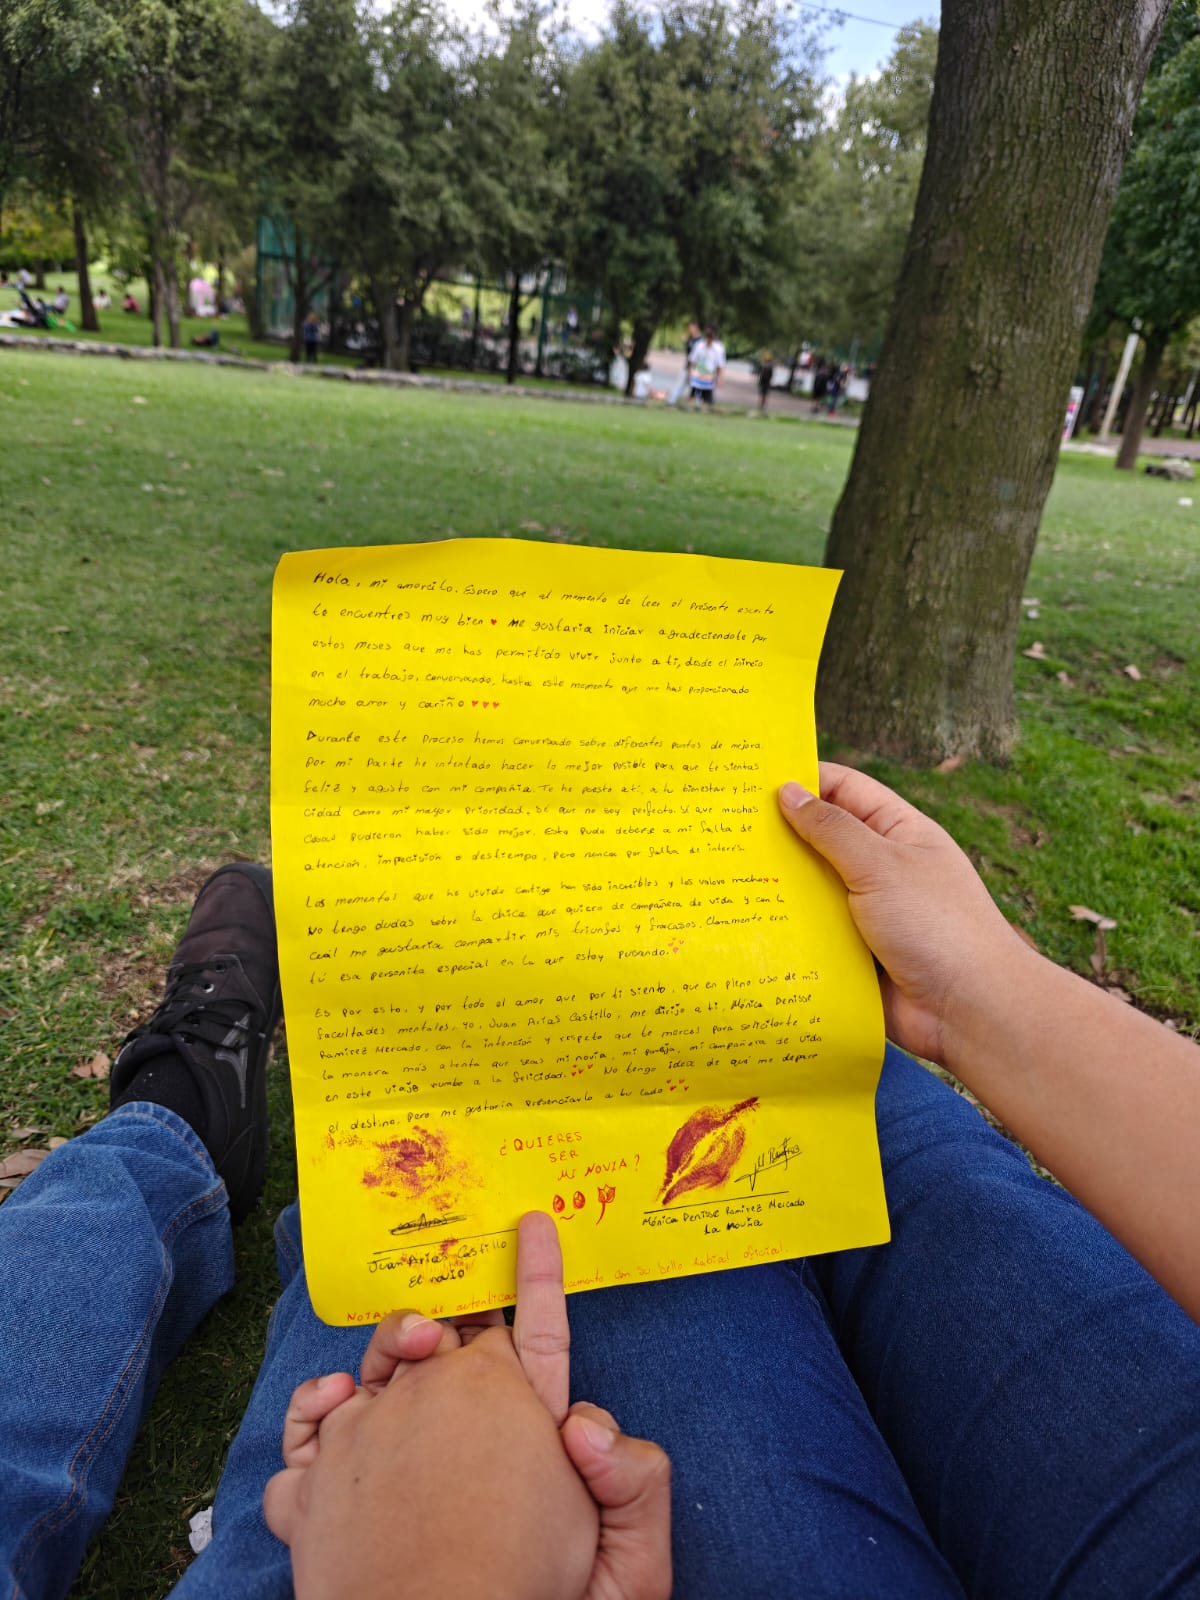 Hola, mi amorcito. Espero que al momento de leer el presente escrito
te encuentres muy bien ♥ Me gustaria iniciar agradeciendote por
estos meses que me has permitido vivir junto a ti, desde el inicio
en el trabajo, conversando, hasta este momento que me has proporcionado
mucho amor y cariño ♥♥♥
Durante este proceso hemos conversado sobre diferentes puntos de mejora.
Por mi parte he intentado hacer lo mejor posible para que te sientas
feliz y agusto con mi compañia. Te he puesto a ti, a tu bienestar y feli-
cidad como mi mayor prioridad. Sé que no soy perfecto. Sí que muchas
cosas pudieron haber sido mejor. Esto pudo deberse a mi falta de
atención, impecisión o destiempo, pero nunca por falta de interés.
Los momentos que he vivido contigo han sido increíbles y los valoro mucho ♥♥
No tengo dudas sobre la chica que quiero de compañera de vida y con la
cuál me gustaria compartir mis triunfos y fracasos. Claramente eres
tú esa personita especial en la que estoy pensando. ♥♥♥
Es por esto, y por todo el amor que por ti siento, que en pleno uso de mis
facultades mentales, yo, Juan Arias Castillo, me dirijo a ti, Mónica Denisse
Ramirez Mercado, con la intención y respeto que te mereces para solicitarte de
la manera más atenta que seas mi novia, mi pareja, mi compañera de vida
en este viaje rumbo a la felicidad. ♥♥♥ No tengo idea de qué me depare
el destino, pero me gustaria presenciarlo a tu lado ♥♥♥
¿QUIERES
SER
MI NOVIA?
Juan Arias Castillo
El novio
Mónica Denisse Ramirez Mercado
La novia
NOTA de autenticar documento con su sello labial oficial.